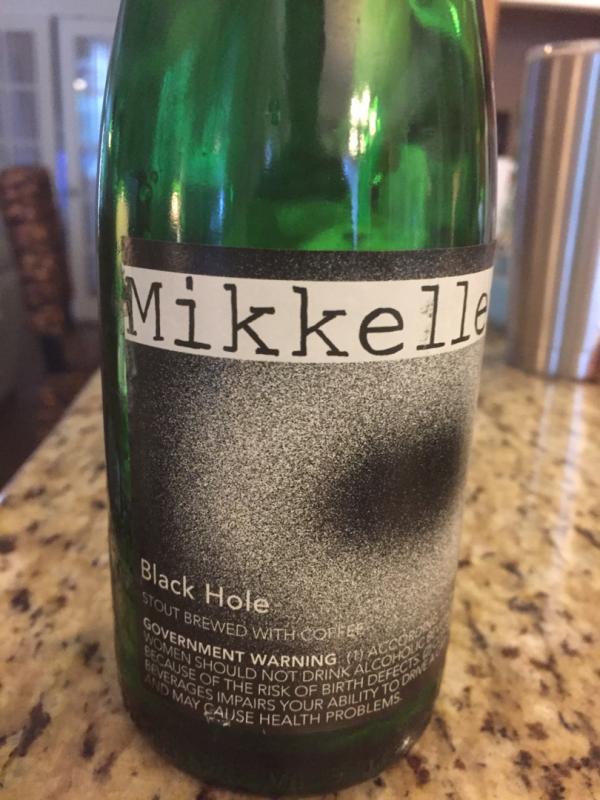 Mikkelle
Black Hole
STOUT BREWED WITH COFFEE
GOVERNMENT WARNING (1) ACCORDING
WOMEN SHOULD NOT DRINK ALCOHOLIC
BECAUSE OF THE RISK OF BIRTH DEFECTS
BEVERAGES IMPAIRS YOUR ABILITY TO DRIVE A
AND MAY CAUSE HEALTH PROBLEMS.